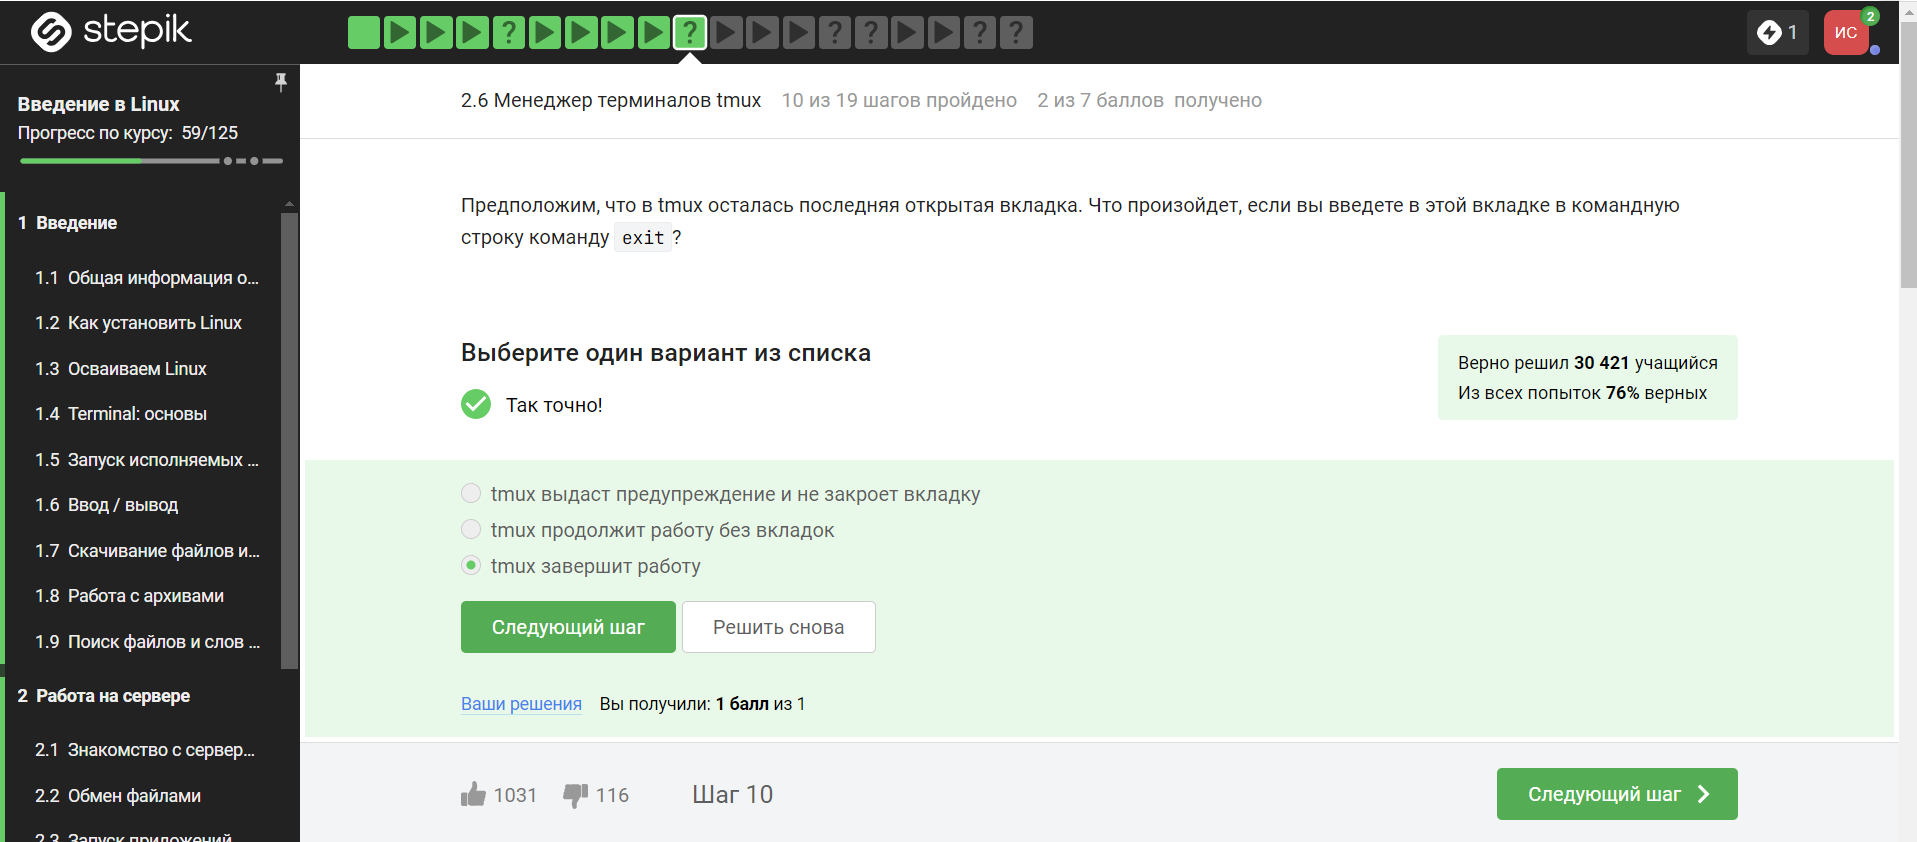 stepik
? ? ? ? ? ?
1
ИС
2
Введение в Linux
Прогресс по курсу: 59/125
1 Введение
1.1 Общая информация о...
1.2 Как установить Linux
1.3 Осваиваем Linux
1.4 Terminal: основы
1.5 Запуск исполняемых ...
1.6 Ввод / вывод
1.7 Скачивание файлов и...
1.8 Работа с архивами
1.9 Поиск файлов и слов ...
2 Работа на сервере
2.1 Знакомство с сервер...
2.2 Обмен файлами
2.3 Запуск приложений
2.6 Менеджер терминалов tmux 10 из 19 шагов пройдено 2 из 7 баллов получено
Предположим, что в tmux осталась последняя открытая вкладка. Что произойдет, если вы введете в этой вкладке в командную
строку команду exit ?
Выберите один вариант из списка
Так точно!
Верно решил 30 421 учащийся
Из всех попыток 76% верных
tmux выдаст предупреждение и не закроет вкладку
tmux продолжит работу без вкладок
tmux завершит работу
Следующий шаг
Решить снова
Ваши решения Вы получили: 1 балл из 1
1031 116 Шаг 10
Следующий шаг